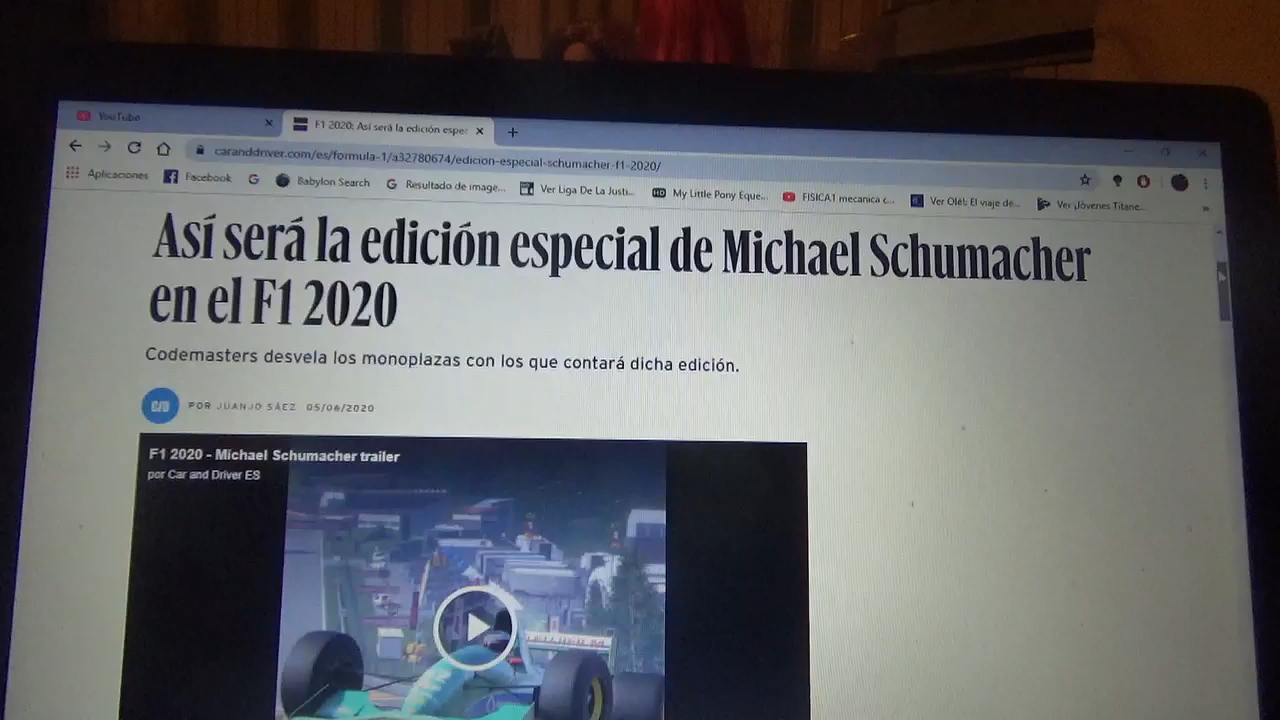 YouTube
F1 2020: Así será la edición espec
caranddriver.com/es/formula-1/a32780674/edicion-especial-schumacher-f1-2020/
Aplicaciones Facebook Babylon Search Resultado de image... Ver Liga De La Justi... My Little Pony Eque... FISICA1 mecanica c... Ver Olé!: El viaje de... Ver ¡Jóvenes Titane...
Así será la edición especial de Michael Schumacher
en el F1 2020
Codemasters desvela los monoplazas con los que contará dicha edición.
C/D POR JUANJO SÁEZ 05/06/2020
F1 2020 - Michael Schumacher trailer
por Car and Driver ES